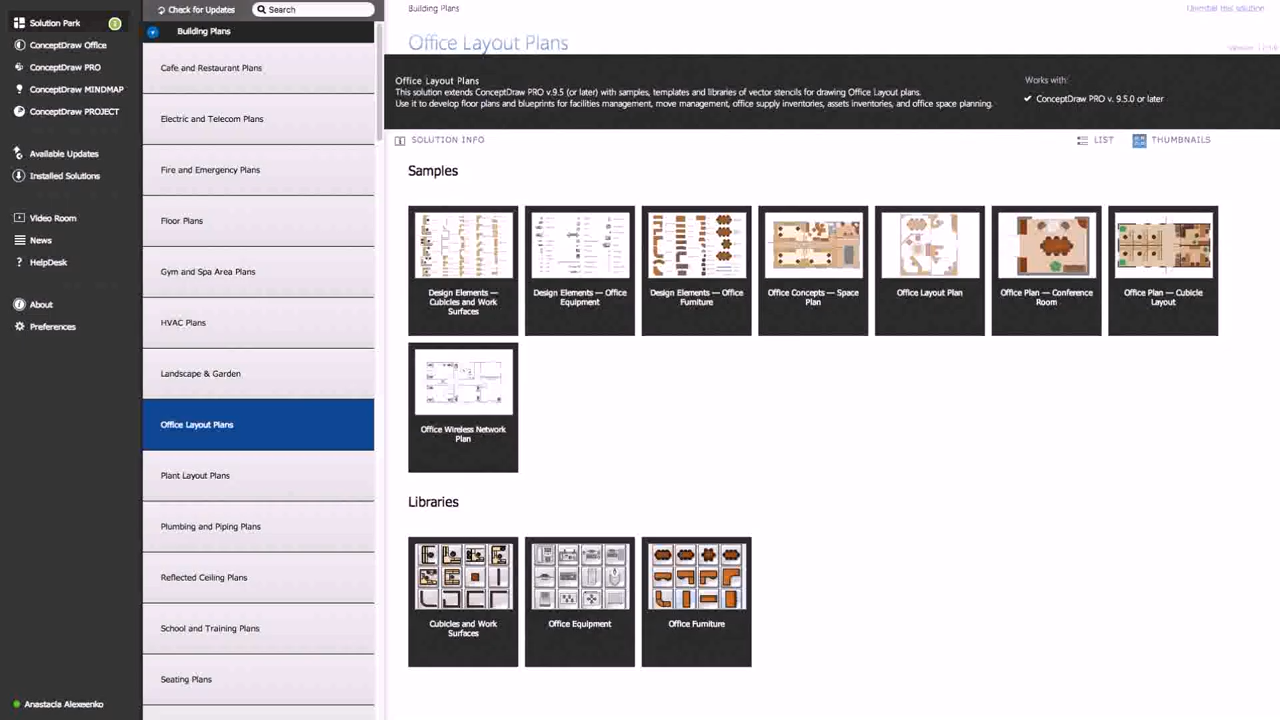 Solution Park
ConceptDraw Office
ConceptDraw PRO
ConceptDraw MINDMAP
ConceptDraw PROJECT
Available Updates
Installed Solutions
Video Room
News
HelpDesk
About
Preferences
Anastacia Alexeenko
Check for Updates
Search
Building Plans
Cafe and Restaurant Plans
Electric and Telecom Plans
Fire and Emergency Plans
Floor Plans
Gym and Spa Area Plans
HVAC Plans
Landscape & Garden
Office Layout Plans
Plant Layout Plans
Plumbing and Piping Plans
Reflected Ceiling Plans
School and Training Plans
Seating Plans
Building Plans
Uninstall this solution
Office Layout Plans
Office Layout Plans
This solution extends ConceptDraw PRO v.9.5 (or later) with samples, templates and libraries of vector stencils for drawing Office Layout plans.
Use it to develop floor plans and blueprints for facilities management, move management, office supply inventories, assets inventories, and office space planning.
Works with:
ConceptDraw PRO v. 9.5.0 or later
SOLUTION INFO
LIST
THUMBNAILS
Samples
Design Elements — Cubicles and Work Surfaces
Design Elements — Office Equipment
Design Elements — Office Furniture
Office Concepts — Space Plan
Office Layout Plan
Office Plan — Conference Room
Office Plan — Cubicle Layout
Office Wireless Network Plan
Libraries
Cubicles and Work Surfaces
Office Equipment
Office Furniture